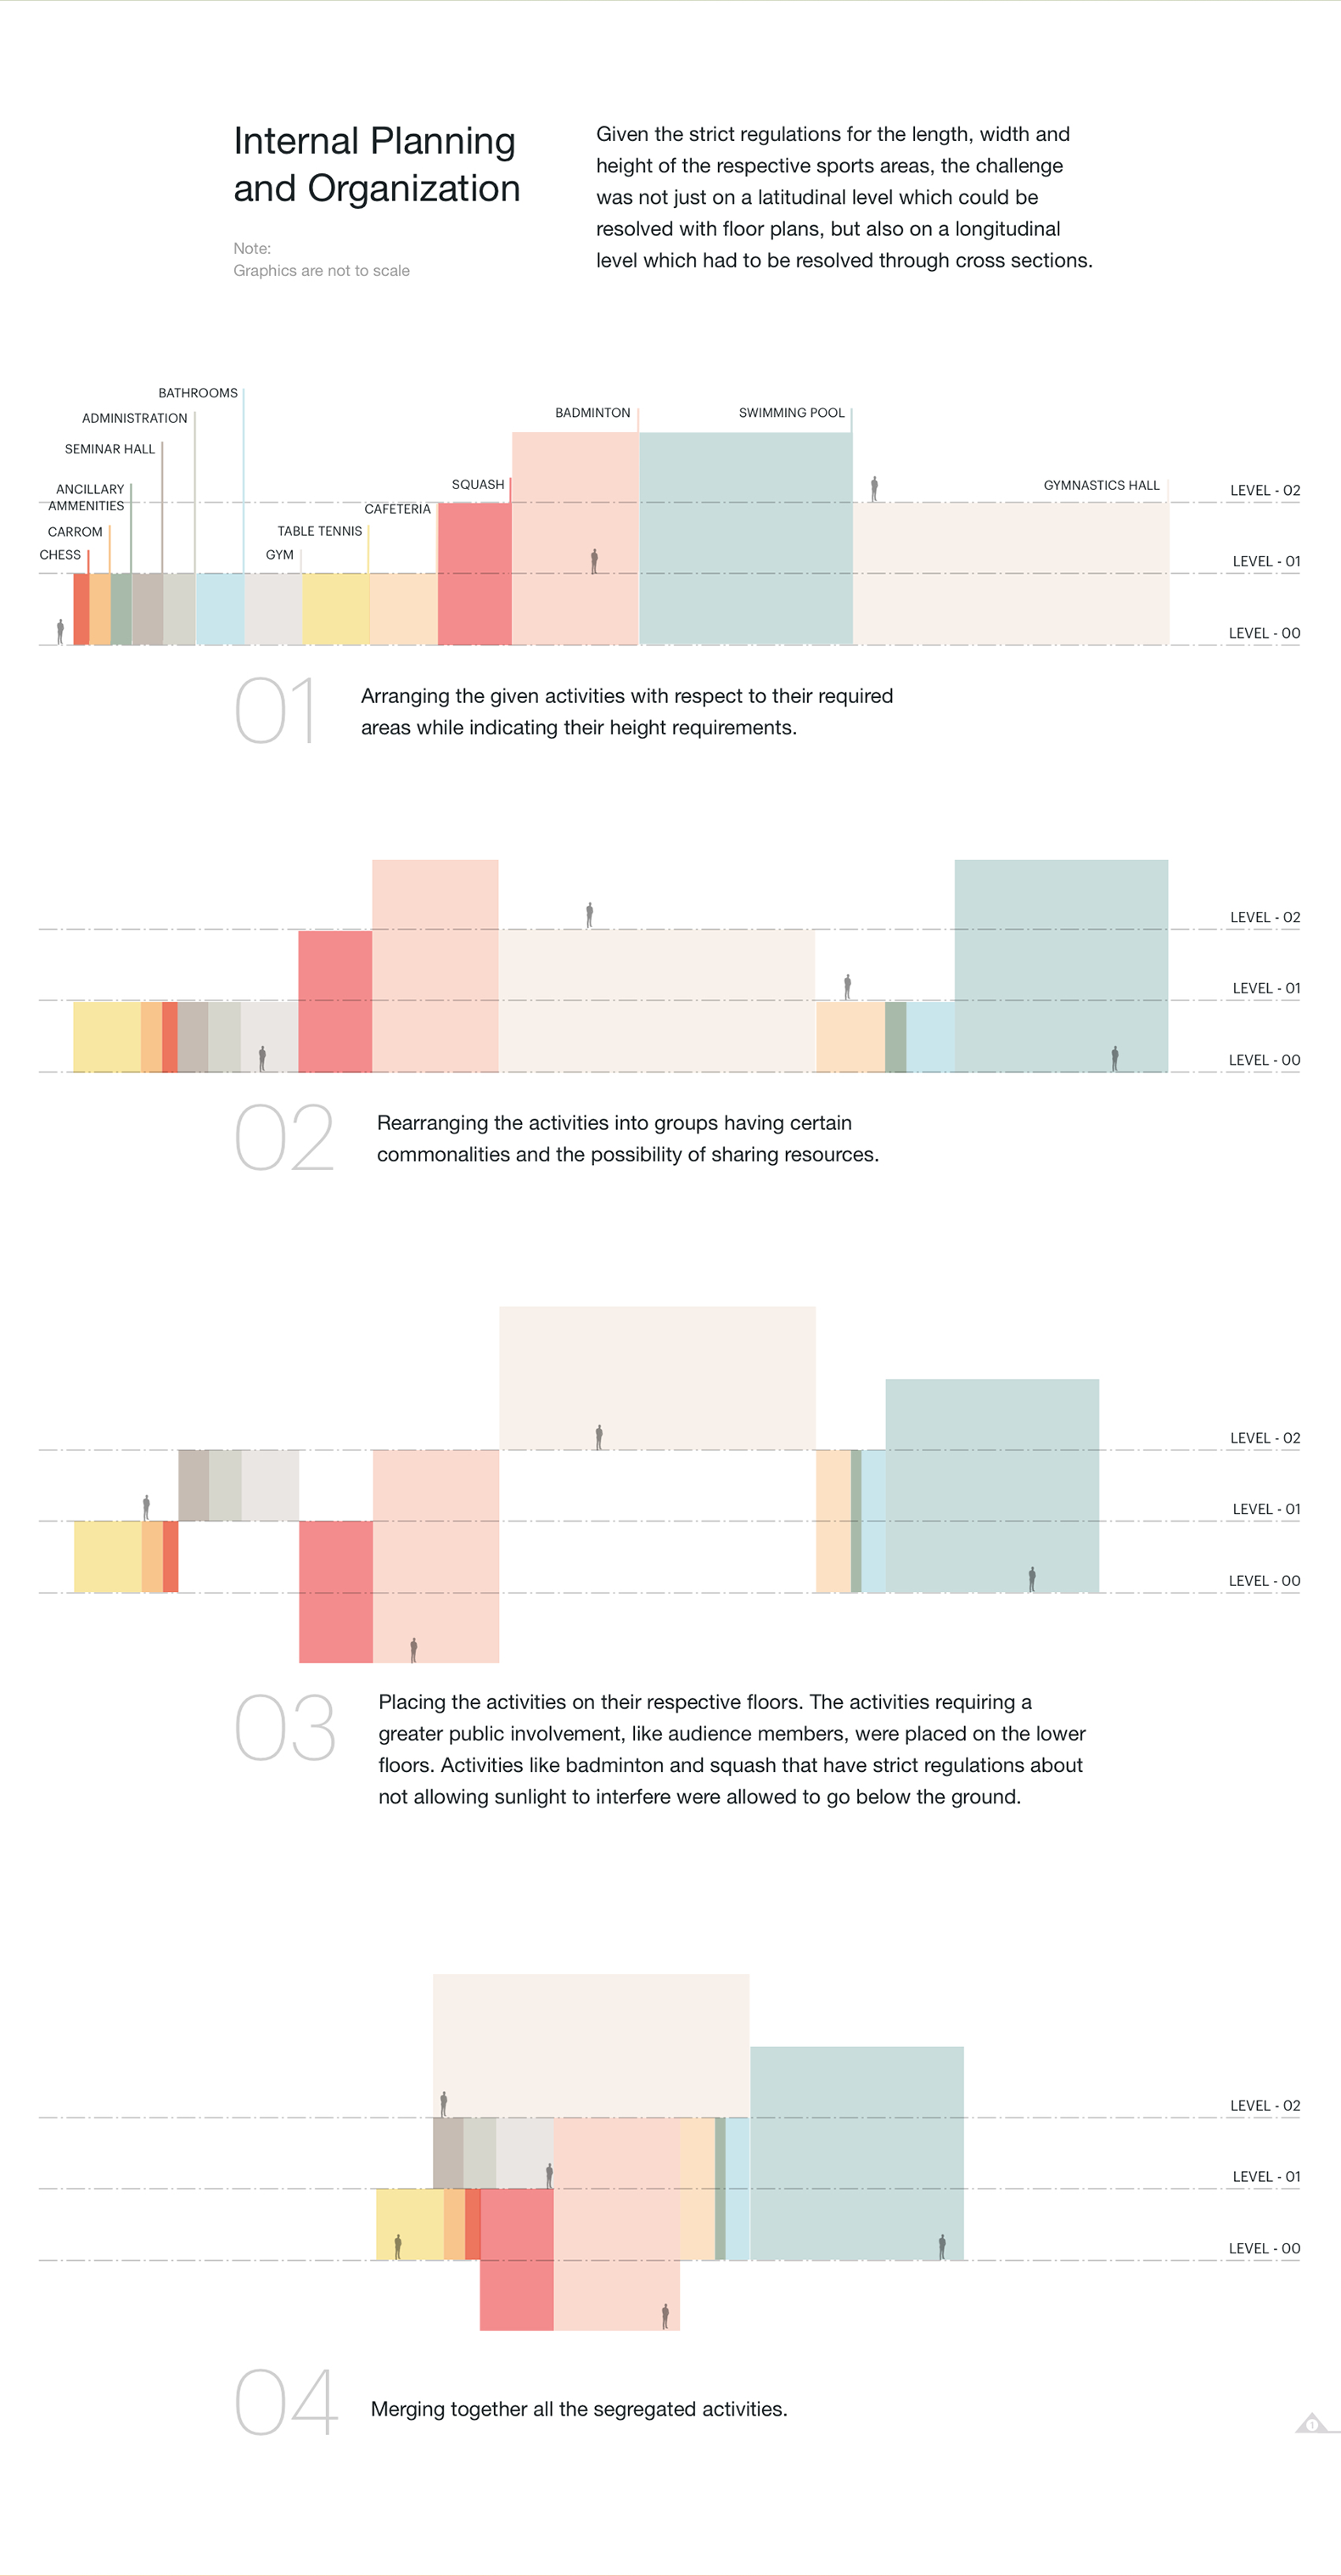 Internal Planning
and Organization
Note:
Graphics are not to scale
Given the strict regulations for the length, width and
height of the respective sports areas, the challenge
was not just on a latitudinal level which could be
resolved with floor plans, but also on a longitudinal
level which had to be resolved through cross sections.
BATHROOMS
ADMINISTRATION
SEMINAR HALL
ANCILLARY
AMMENITIES
CARROM
CHESS
GYM
TABLE TENNIS
CAFETERIA
SQUASH
BADMINTON
SWIMMING POOL
GYMNASTICS HALL
LEVEL - 02
LEVEL - 01
LEVEL - 00
01
Arranging the given activities with respect to their required
areas while indicating their height requirements.
LEVEL - 02
LEVEL - 01
LEVEL - 00
02
Rearranging the activities into groups having certain
commonalities and the possibility of sharing resources.
LEVEL - 02
LEVEL - 01
LEVEL - 00
03
Placing the activities on their respective floors. The activities requiring a
greater public involvement, like audience members, were placed on the lower
floors. Activities like badminton and squash that have strict regulations about
not allowing sunlight to interfere were allowed to go below the ground.
LEVEL - 02
LEVEL - 01
LEVEL - 00
04
Merging together all the segregated activities.
1